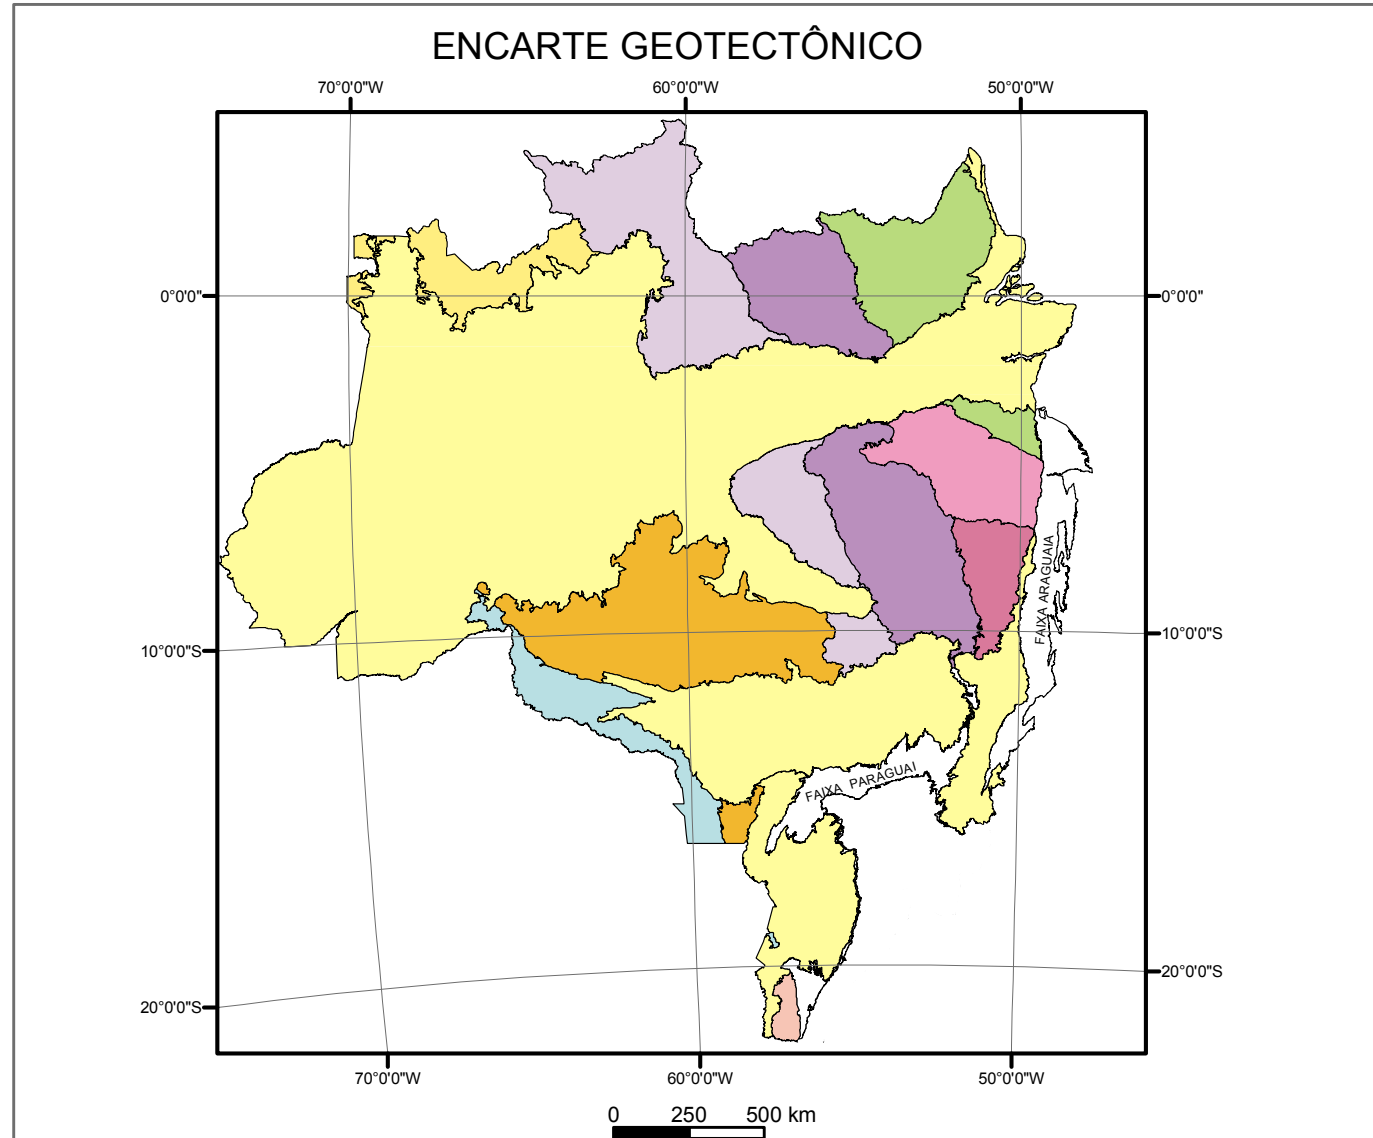 ENCARTE GEOTECTÔNICO
70°0'0"W 60°0'0"W 50°0'0"W
0°0'0" 0°0'0"
FAIXA ARAGUAIA
10°0'0"S 10°0'0"S
FAIXA PARAGUAI
20°0'0"S 20°0'0"S
70°0'0"W 60°0'0"W 50°0'0"W
0 250 500 km